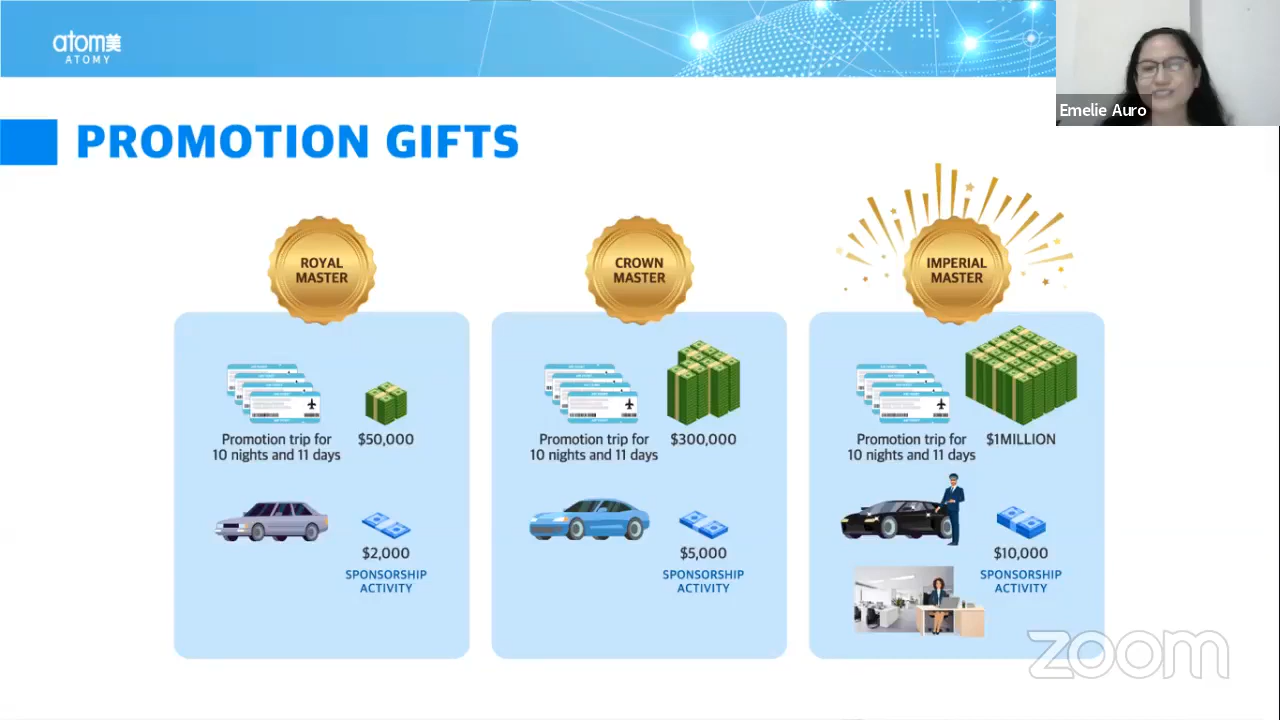 atom美
ATOMY
Emelie Auro
PROMOTION GIFTS
ROYAL
MASTER
Promotion trip for
10 nights and 11 days
$50,000
$2,000
SPONSORSHIP
ACTIVITY
CROWN
MASTER
Promotion trip for
10 nights and 11 days
$300,000
$5,000
SPONSORSHIP
ACTIVITY
IMPERIAL
MASTER
Promotion trip for
10 nights and 11 days
$1MILLION
$10,000
SPONSORSHIP
ACTIVITY
zoom